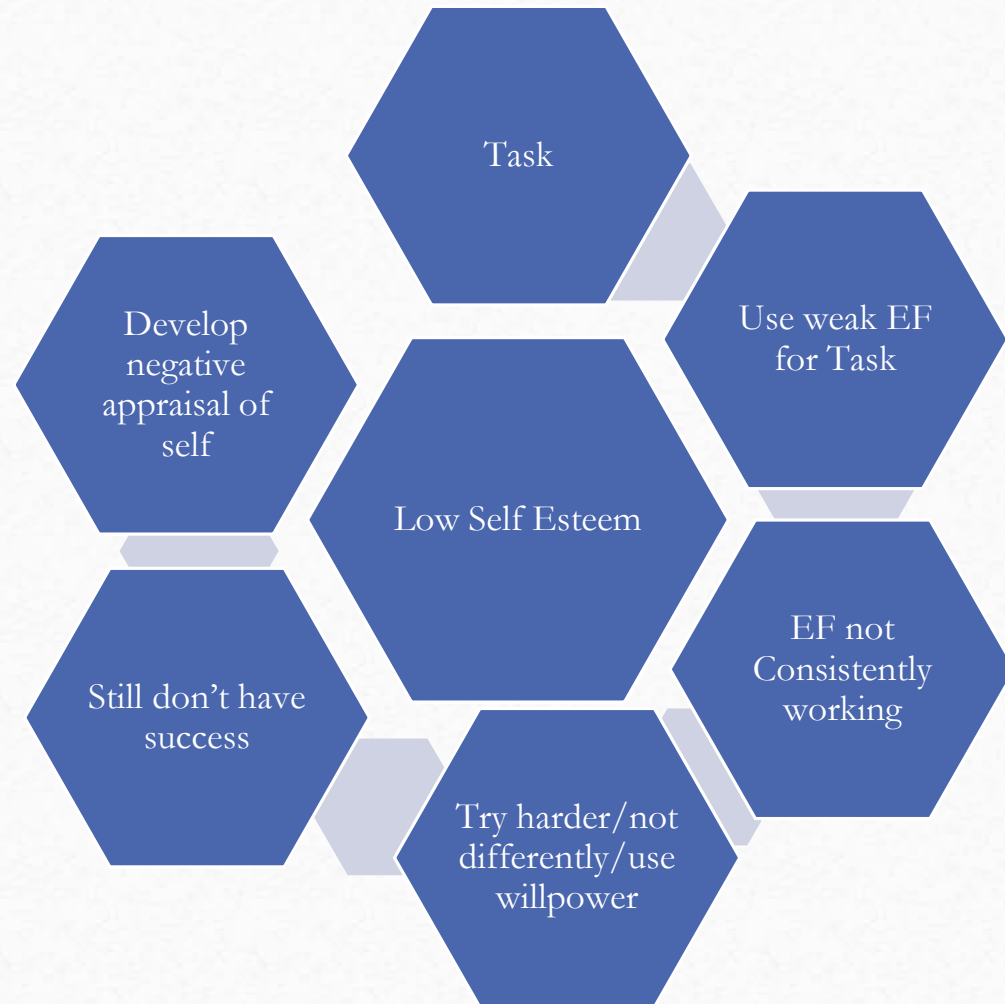 Task
Use weak EF
for Task
EF not
Consistently
working
Try harder/not
differently/use
willpower
Still don’t have
success
Develop
negative
appraisal of
self
Low Self Esteem